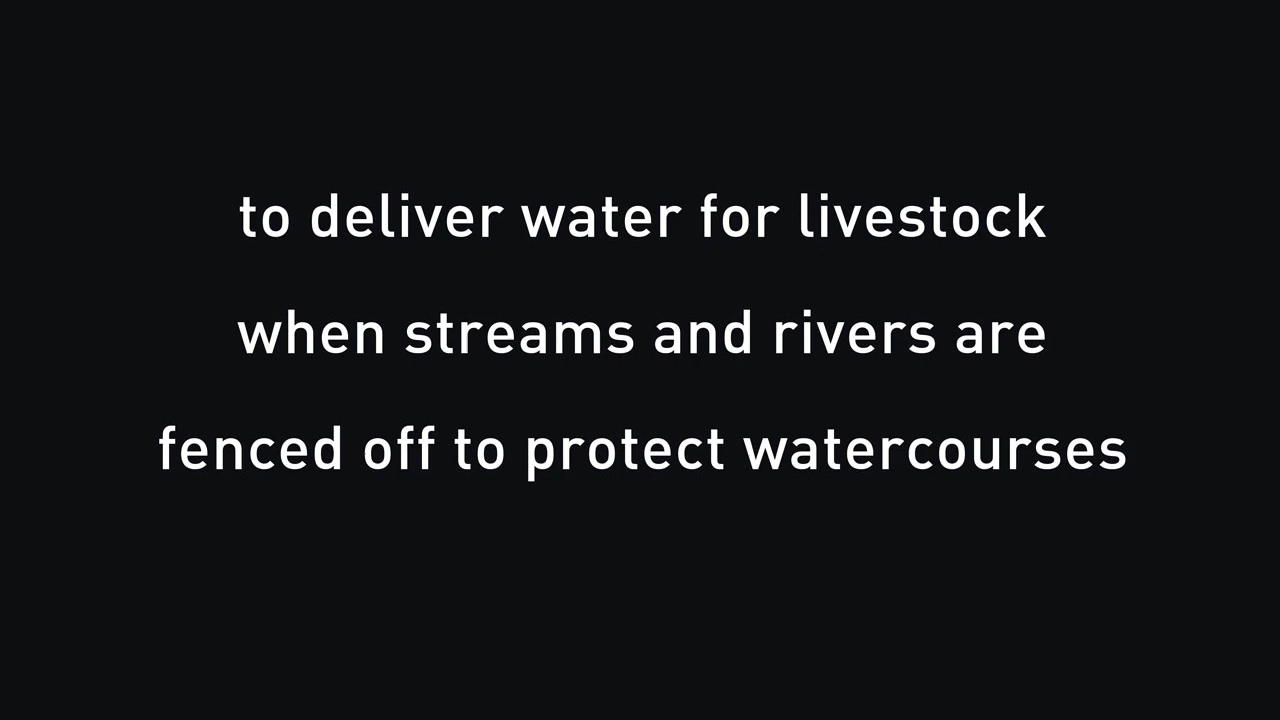 to deliver water for livestock
when streams and rivers are
fenced off to protect watercourses